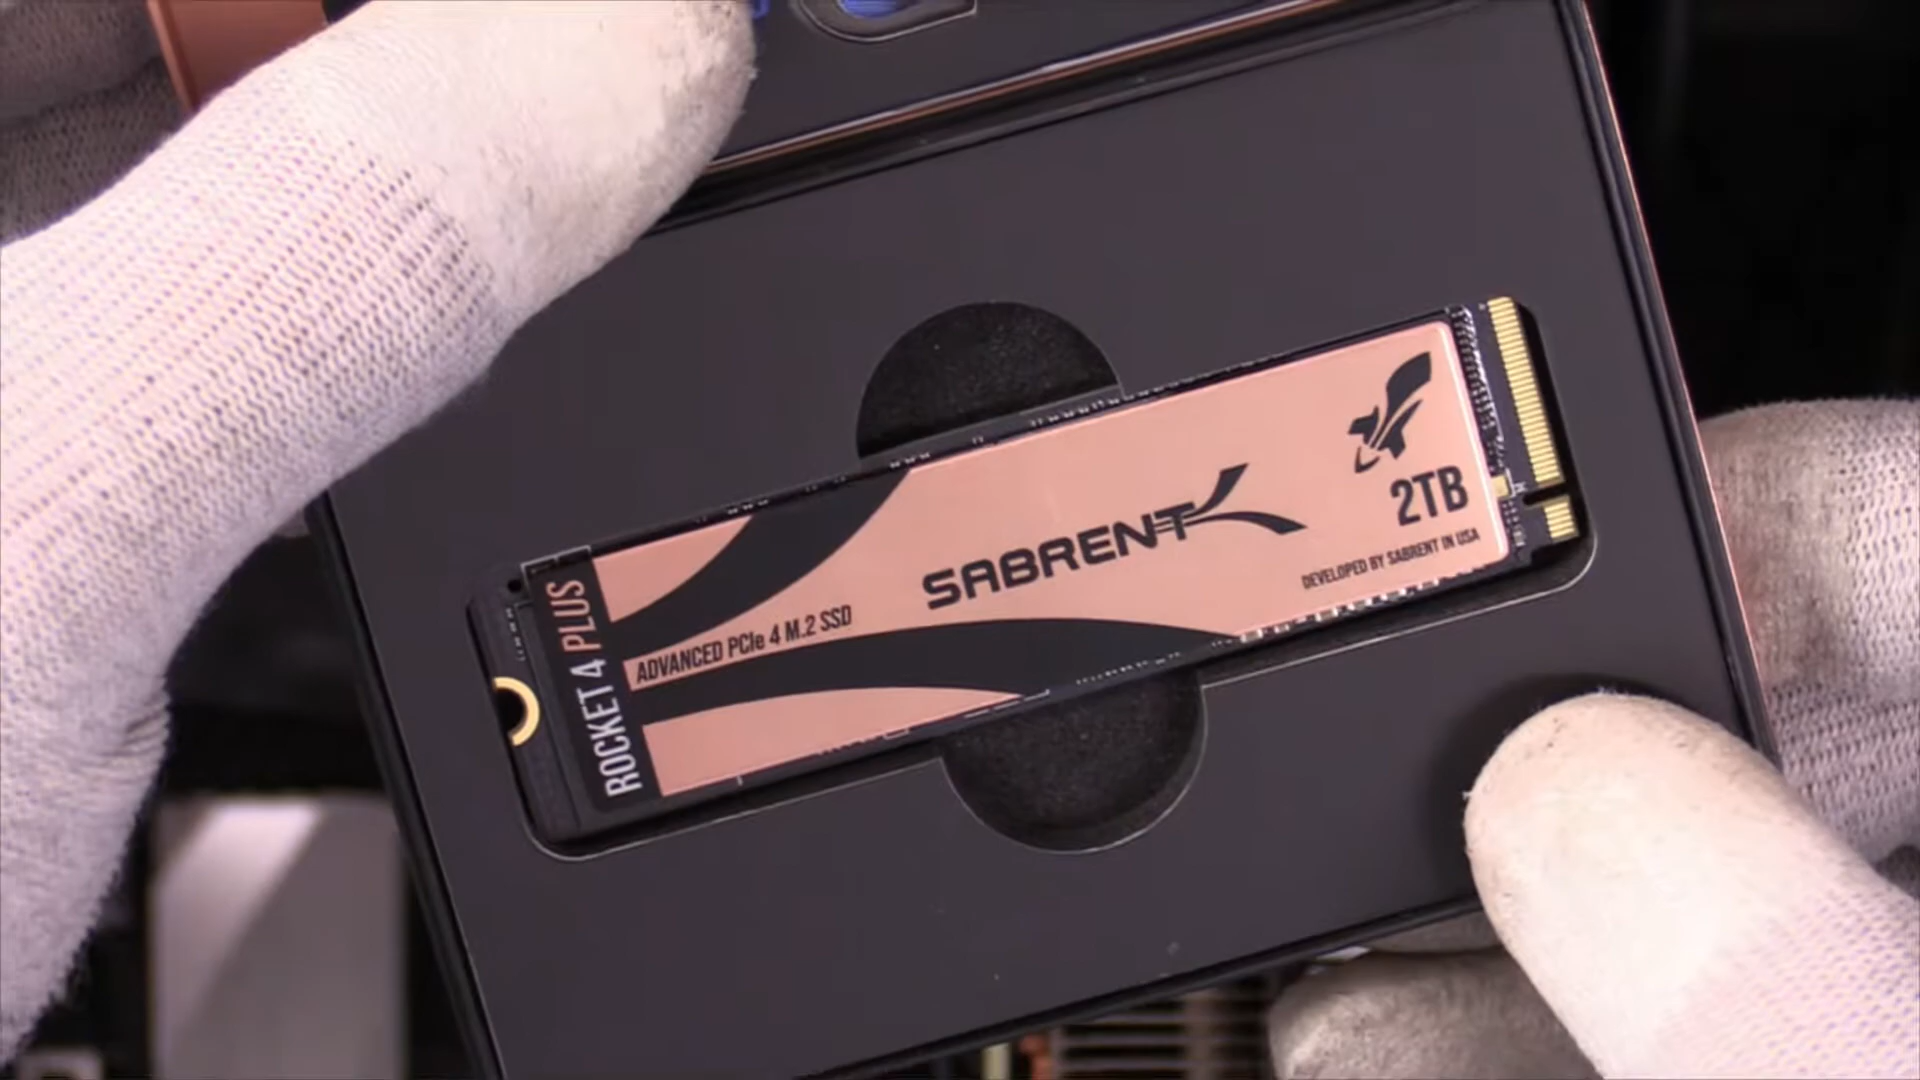 ROCKET 4 PLUS
ADVANCED PCIe 4 M.2 SSD
SABRENT
2TB
DEVELOPED BY SABRENT IN USA